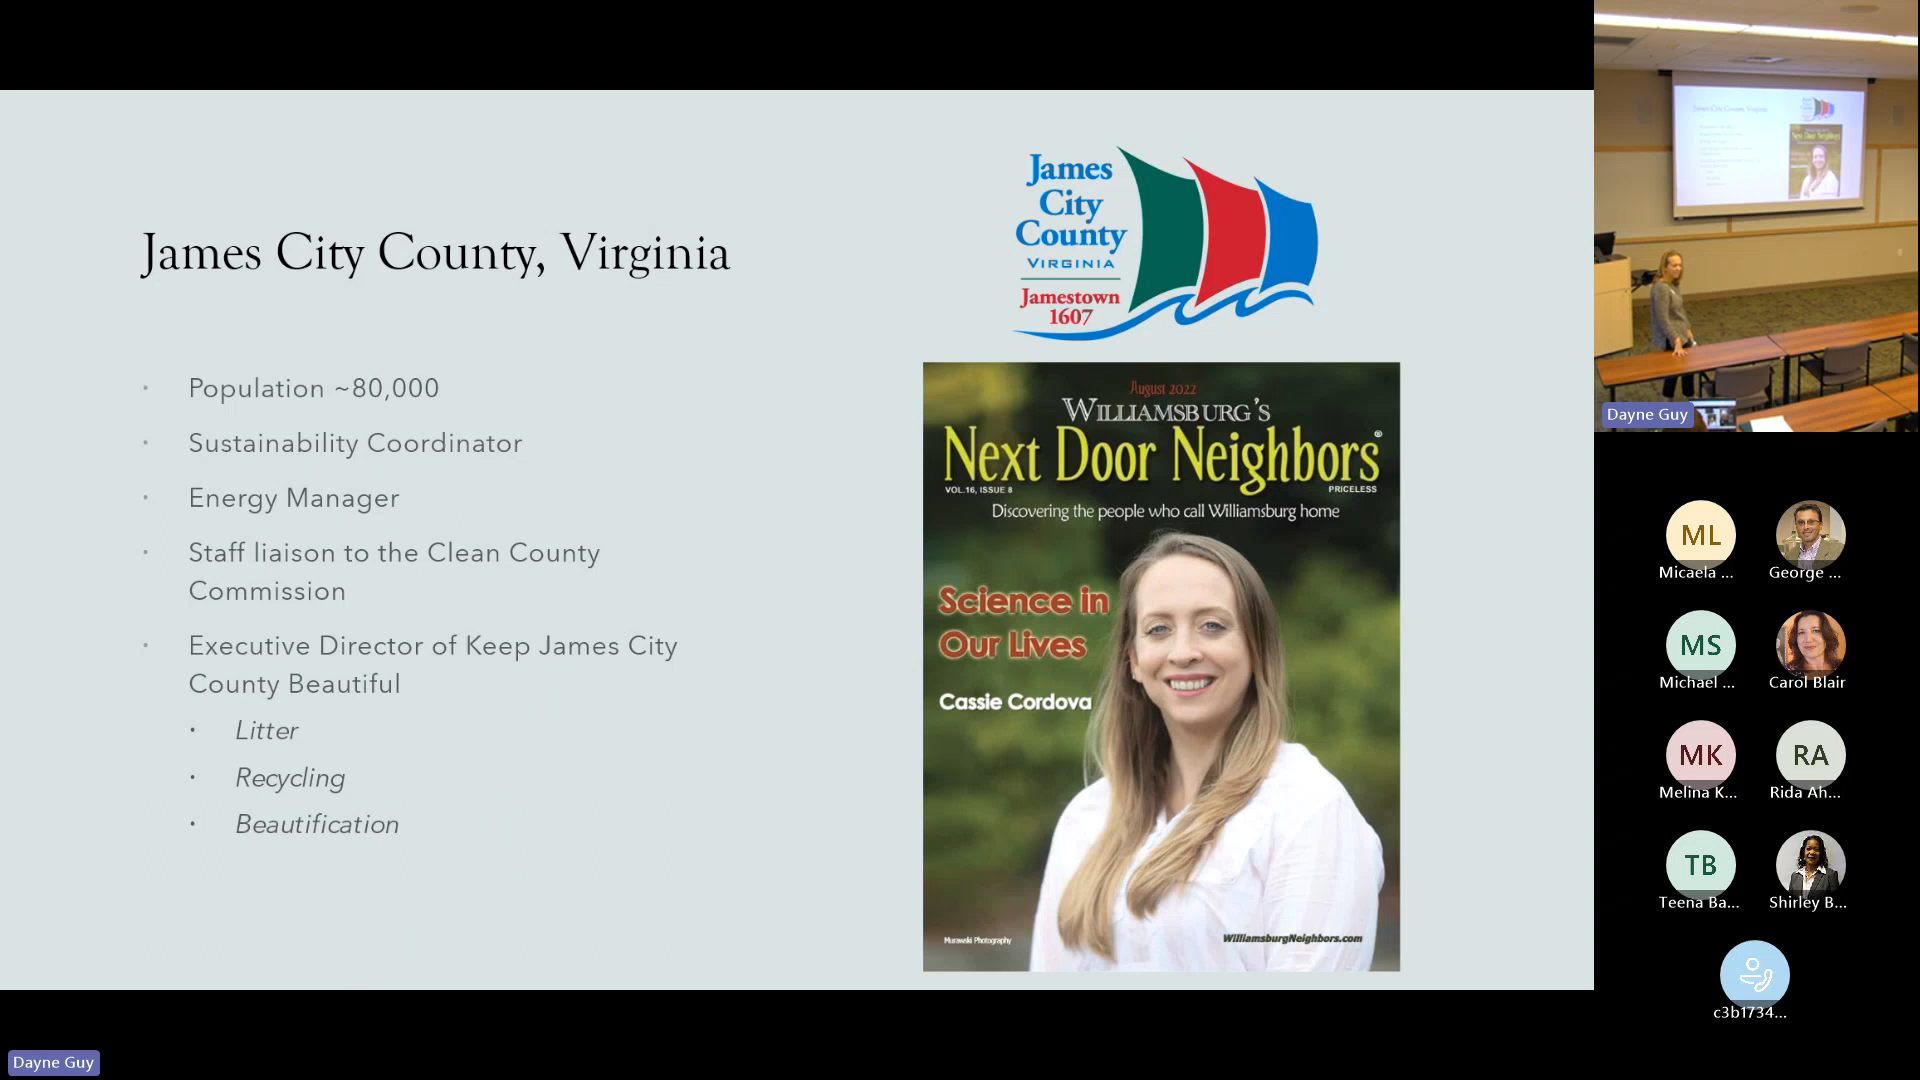 James City County, Virginia
Population ~80,000
Sustainability Coordinator
Energy Manager
Staff liaison to the Clean County
Commission
Executive Director of Keep James City
County Beautiful
Litter
Recycling
Beautification
James
City
County
VIRGINIA
Jamestown
1607
August 2022
WILLIAMSBURG'S
Next Door Neighbors®
VOL.16, ISSUE 8 PRICELESS
Discovering the people who call Williamsburg home
Science in
Our Lives
Cassie Cordova
Murawski Photography
WilliamsburgNeighbors.com
Dayne Guy
ML
Micaela ...
George ...
MS
Michael ...
Carol Blair
MK
Melina K...
RA
Rida Ah...
TB
Teena Ba...
Shirley B...
c3b1734...
Dayne Guy